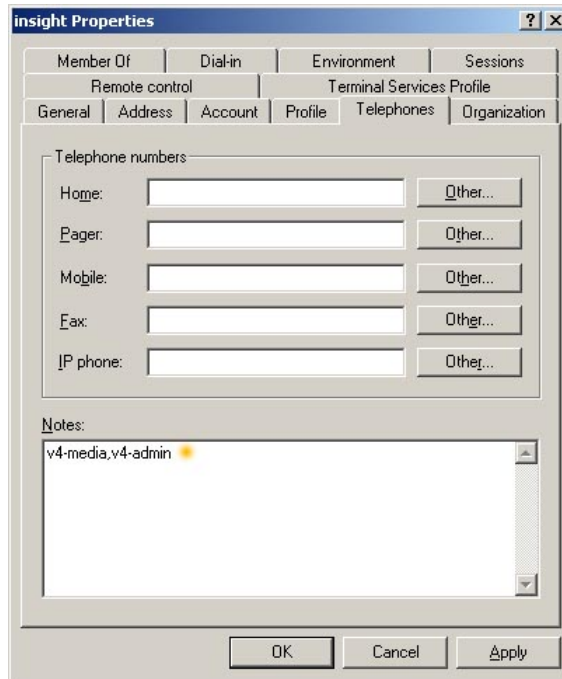 insight Properties
? x
Member Of Dial-in Environment Sessions
Remote control Terminal Services Profile
General Address Account Profile Telephones Organization
Telephone numbers
Home: Other...
Pager: Other...
Mobile: Other...
Fax: Other...
IP phone: Other...
Notes:
v4-media,v4-admin
OK Cancel Apply